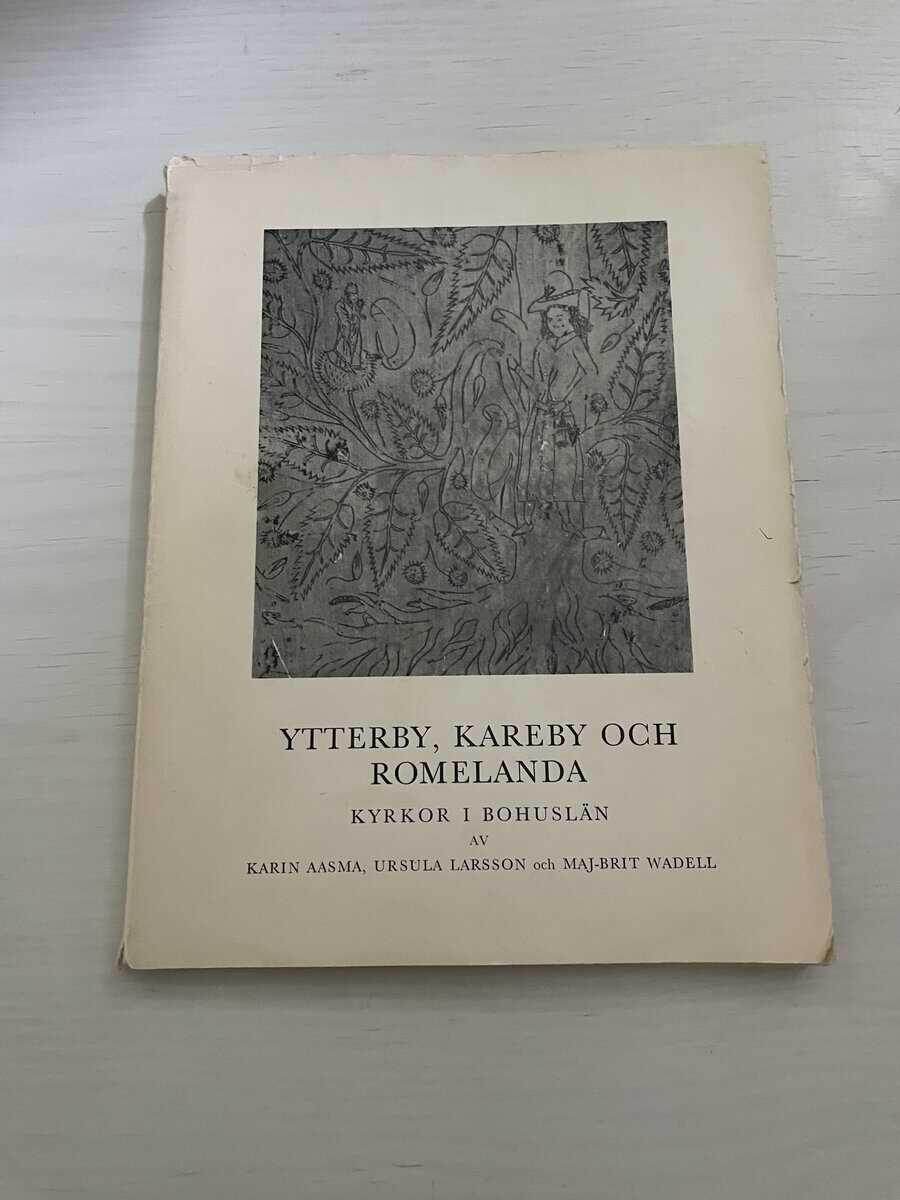 YTTERBY, KAREBY OCH
ROMELANDA
KYRKOR I BOHUSLÄN
AV
KARIN AASMA, URSULA LARSSON och MAJ-BRIT WADELL